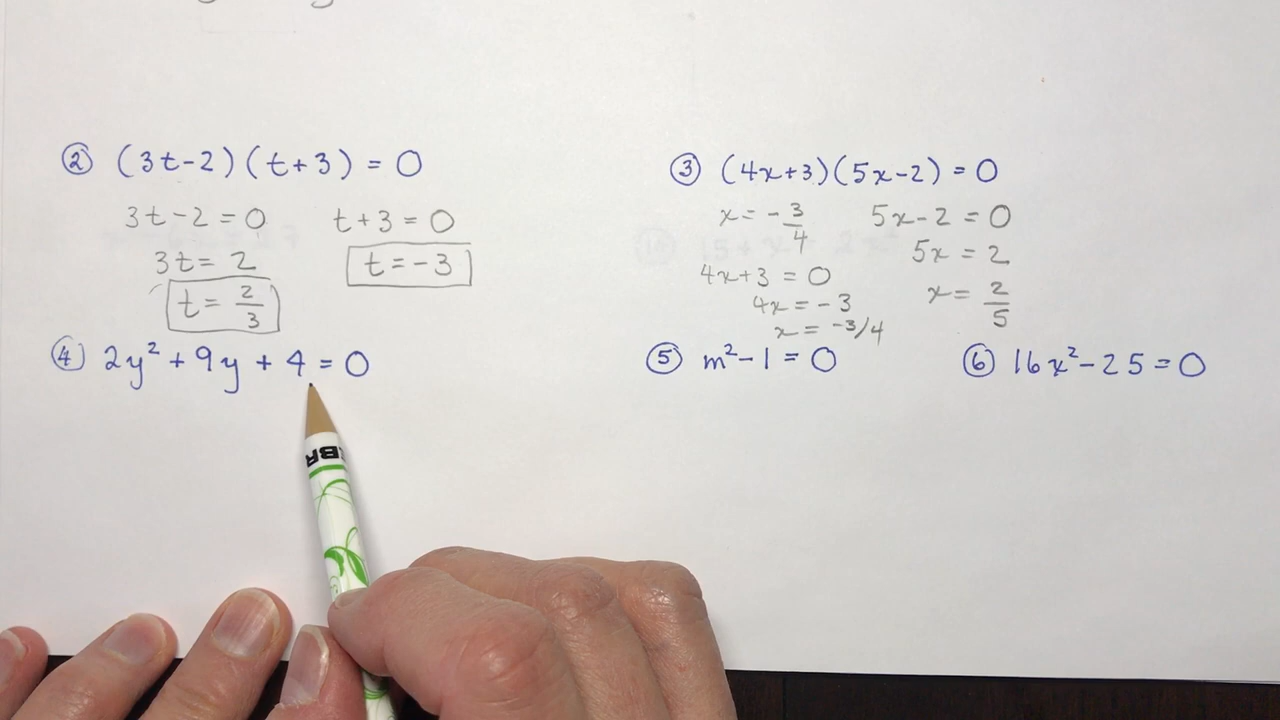 ② (3t-2)(t+3) = 0
3t-2 = 0
t+3 = 0
3t = 2
t = -3
t = 2/3
③ (4x+3)(5x-2) = 0
x = -3/4
5x-2 = 0
4x+3 = 0
5x = 2
4x = -3
x = 2/5
x = -3/4
④ 2y² + 9y + 4 = 0
⑤ m² - 1 = 0
⑥ 16x² - 25 = 0